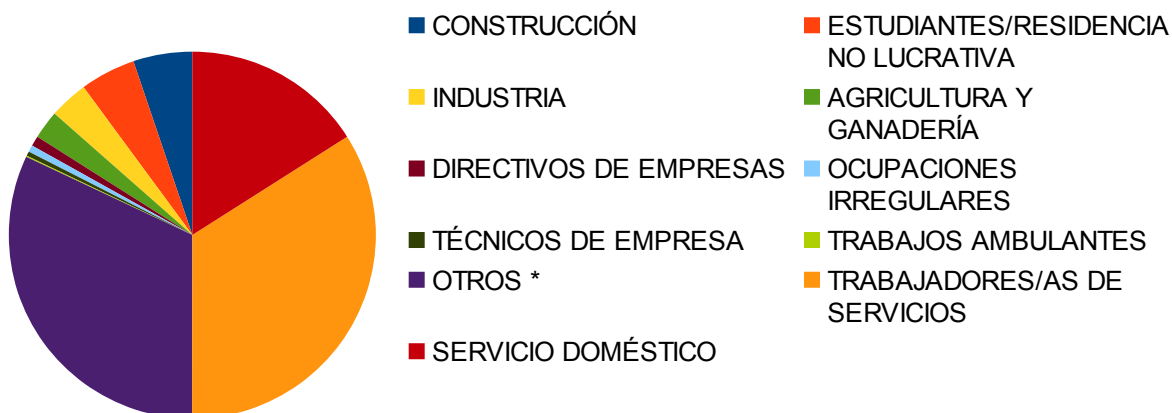 CONSTRUCCIÓN
ESTUDIANTES/RESIDENCIA
NO LUCRATIVA
INDUSTRIA
AGRICULTURA Y
GANADERÍA
DIRECTIVOS DE EMPRESAS
OCUPACIONES
IRREGULARES
TÉCNICOS DE EMPRESA
TRABAJOS AMBULANTES
OTROS *
TRABAJADORES/AS DE
SERVICIOS
SERVICIO DOMÉSTICO